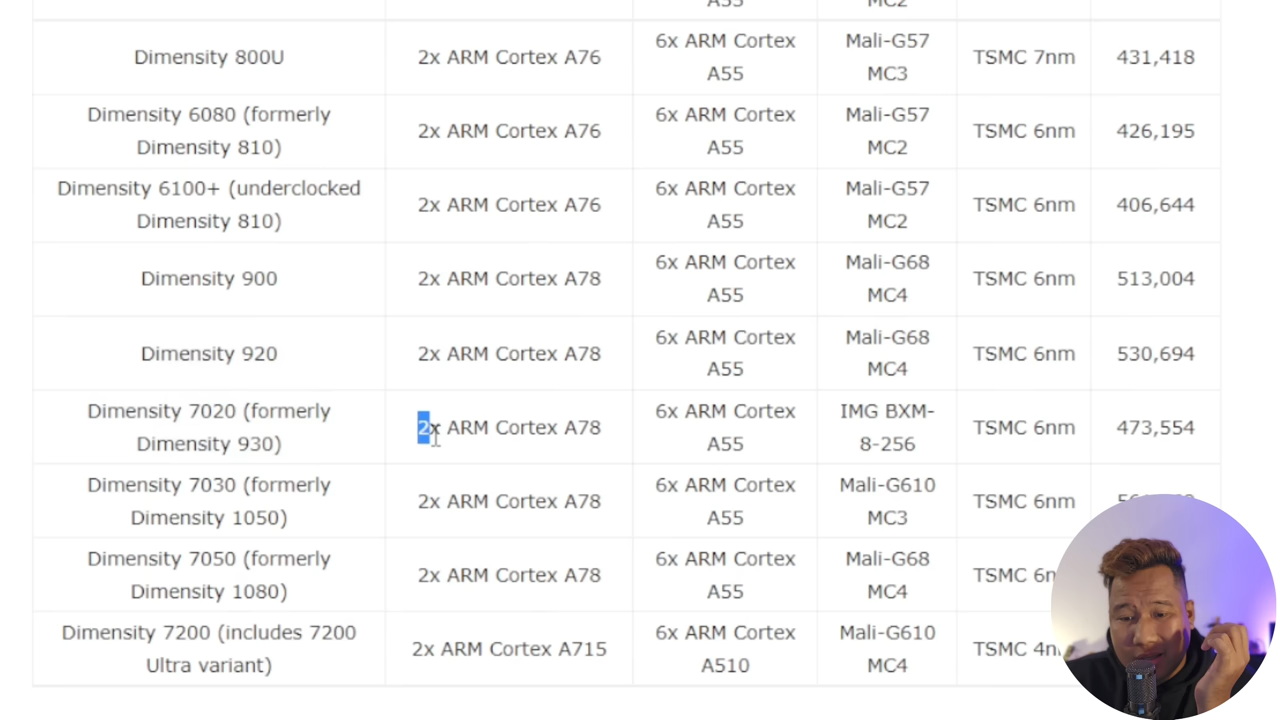 A55
MC2
Dimensity 800U
2x ARM Cortex A76
6x ARM Cortex
A55
Mali-G57
MC3
TSMC 7nm
431,418
Dimensity 6080 (formerly
Dimensity 810)
2x ARM Cortex A76
6x ARM Cortex
A55
Mali-G57
MC2
TSMC 6nm
426,195
Dimensity 6100+ (underclocked
Dimensity 810)
2x ARM Cortex A76
6x ARM Cortex
A55
Mali-G57
MC2
TSMC 6nm
406,644
Dimensity 900
2x ARM Cortex A78
6x ARM Cortex
A55
Mali-G68
MC4
TSMC 6nm
513,004
Dimensity 920
2x ARM Cortex A78
6x ARM Cortex
A55
Mali-G68
MC4
TSMC 6nm
530,694
Dimensity 7020 (formerly
Dimensity 930)
2x ARM Cortex A78
6x ARM Cortex
A55
IMG BXM-
8-256
TSMC 6nm
473,554
Dimensity 7030 (formerly
Dimensity 1050)
2x ARM Cortex A78
6x ARM Cortex
A55
Mali-G610
MC3
TSMC 6nm
Dimensity 7050 (formerly
Dimensity 1080)
2x ARM Cortex A78
6x ARM Cortex
A55
Mali-G68
MC4
TSMC
Dimensity 7200 (includes 7200
Ultra variant)
2x ARM Cortex A715
6x ARM Cortex
A510
Mali-G610
MC4
TSMC